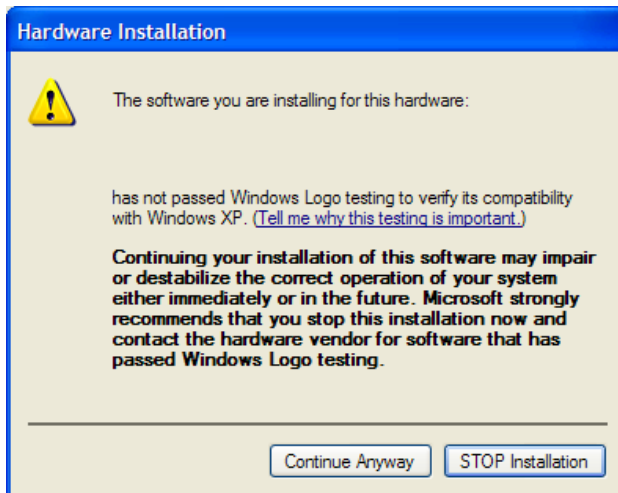 Hardware Installation
The software you are installing for this hardware:
has not passed Windows Logo testing to verify its compatibility
with Windows XP. (Tell me why this testing is important.)
Continuing your installation of this software may impair
or destabilize the correct operation of your system
either immediately or in the future. Microsoft strongly
recommends that you stop this installation now and
contact the hardware vendor for software that has
passed Windows Logo testing.
Continue Anyway
STOP Installation